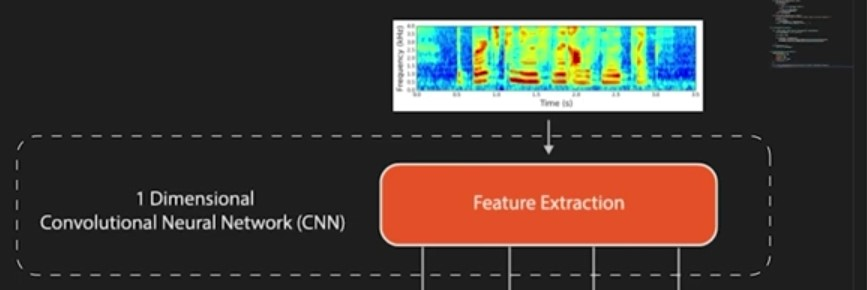 Frequency (kHz)
Time (s)
1 Dimensional
Convolutional Neural Network (CNN)
Feature Extraction